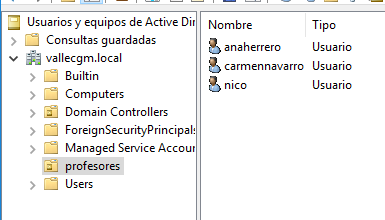 Usuarios y equipos de Active Dir
Consultas guardadas
vallecgm.local
Builtin
Computers
Domain Controllers
ForeignSecurityPrincipals
Managed Service Accou
profesores
Users
Nombre Tipo
anaherrero Usuario
carmennavarro Usuario
nico Usuario